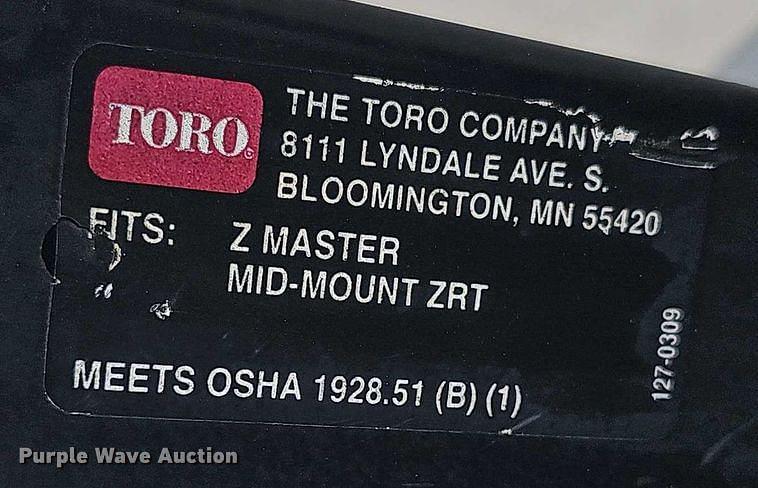 TORO
THE TORO COMPANY
8111 LYNDALE AVE. S.
BLOOMINGTON, MN 55420
FITS:
Z MASTER
MID-MOUNT ZRT
127-0309
MEETS OSHA 1928.51 (B) (1)
Purple Wave Auction